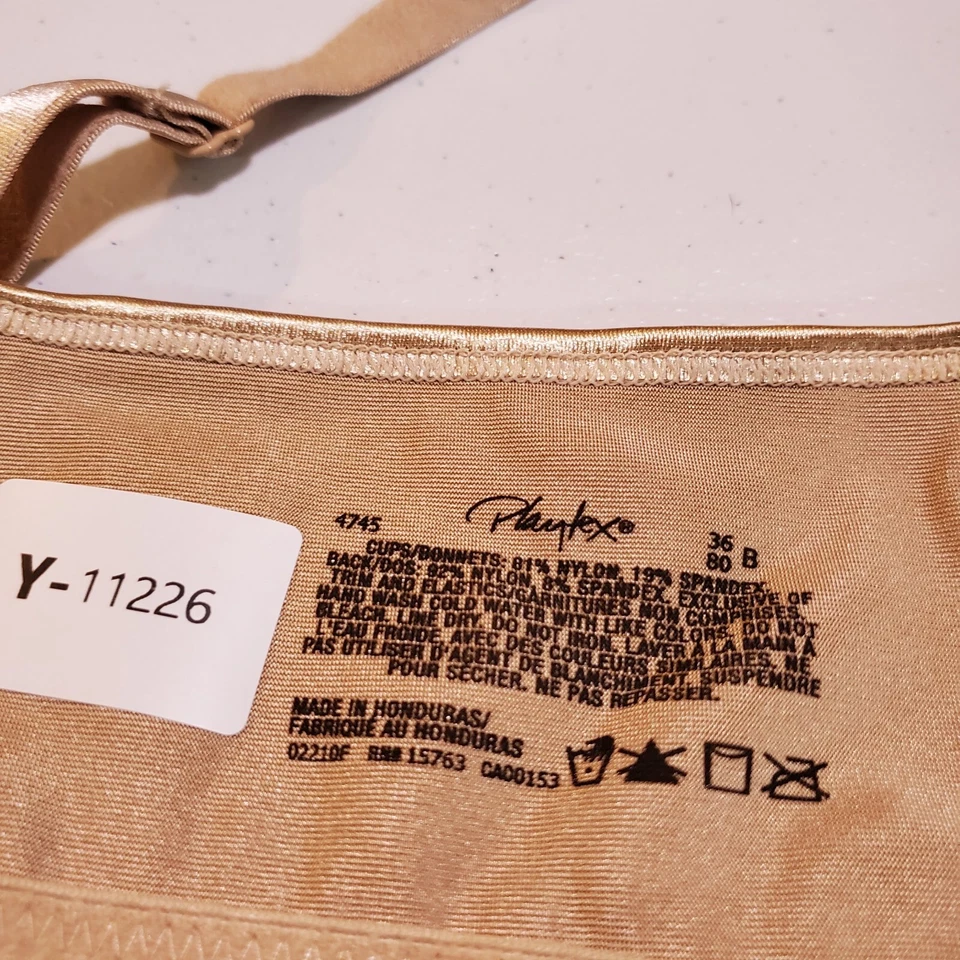 Y-11226
4745
Playtex®
36
80 B
CUPS/BONNETS: 81% NYLON, 19% SPANDEX.
BACK/DOS: 92% NYLON, 8% SPANDEX. EXCLUSIVE OF
TRIM AND ELASTICS/GARNITURES NON COMPRISES.
HAND WASH COLD WATER WITH LIKE COLORS. DO NOT
BLEACH. LINE DRY. DO NOT IRON. LAVER À LA MAIN À
L'EAU FROIDE, AVEC DES COULEURS SIMILAIRES. NE
PAS UTILISER D'AGENT DE BLANCHIMENT. SUSPENDRE
POUR SÉCHER. NE PAS REPASSER.
MADE IN HONDURAS/
FABRIQUÉ AU HONDURAS
02210F RN# 15763 CA00153